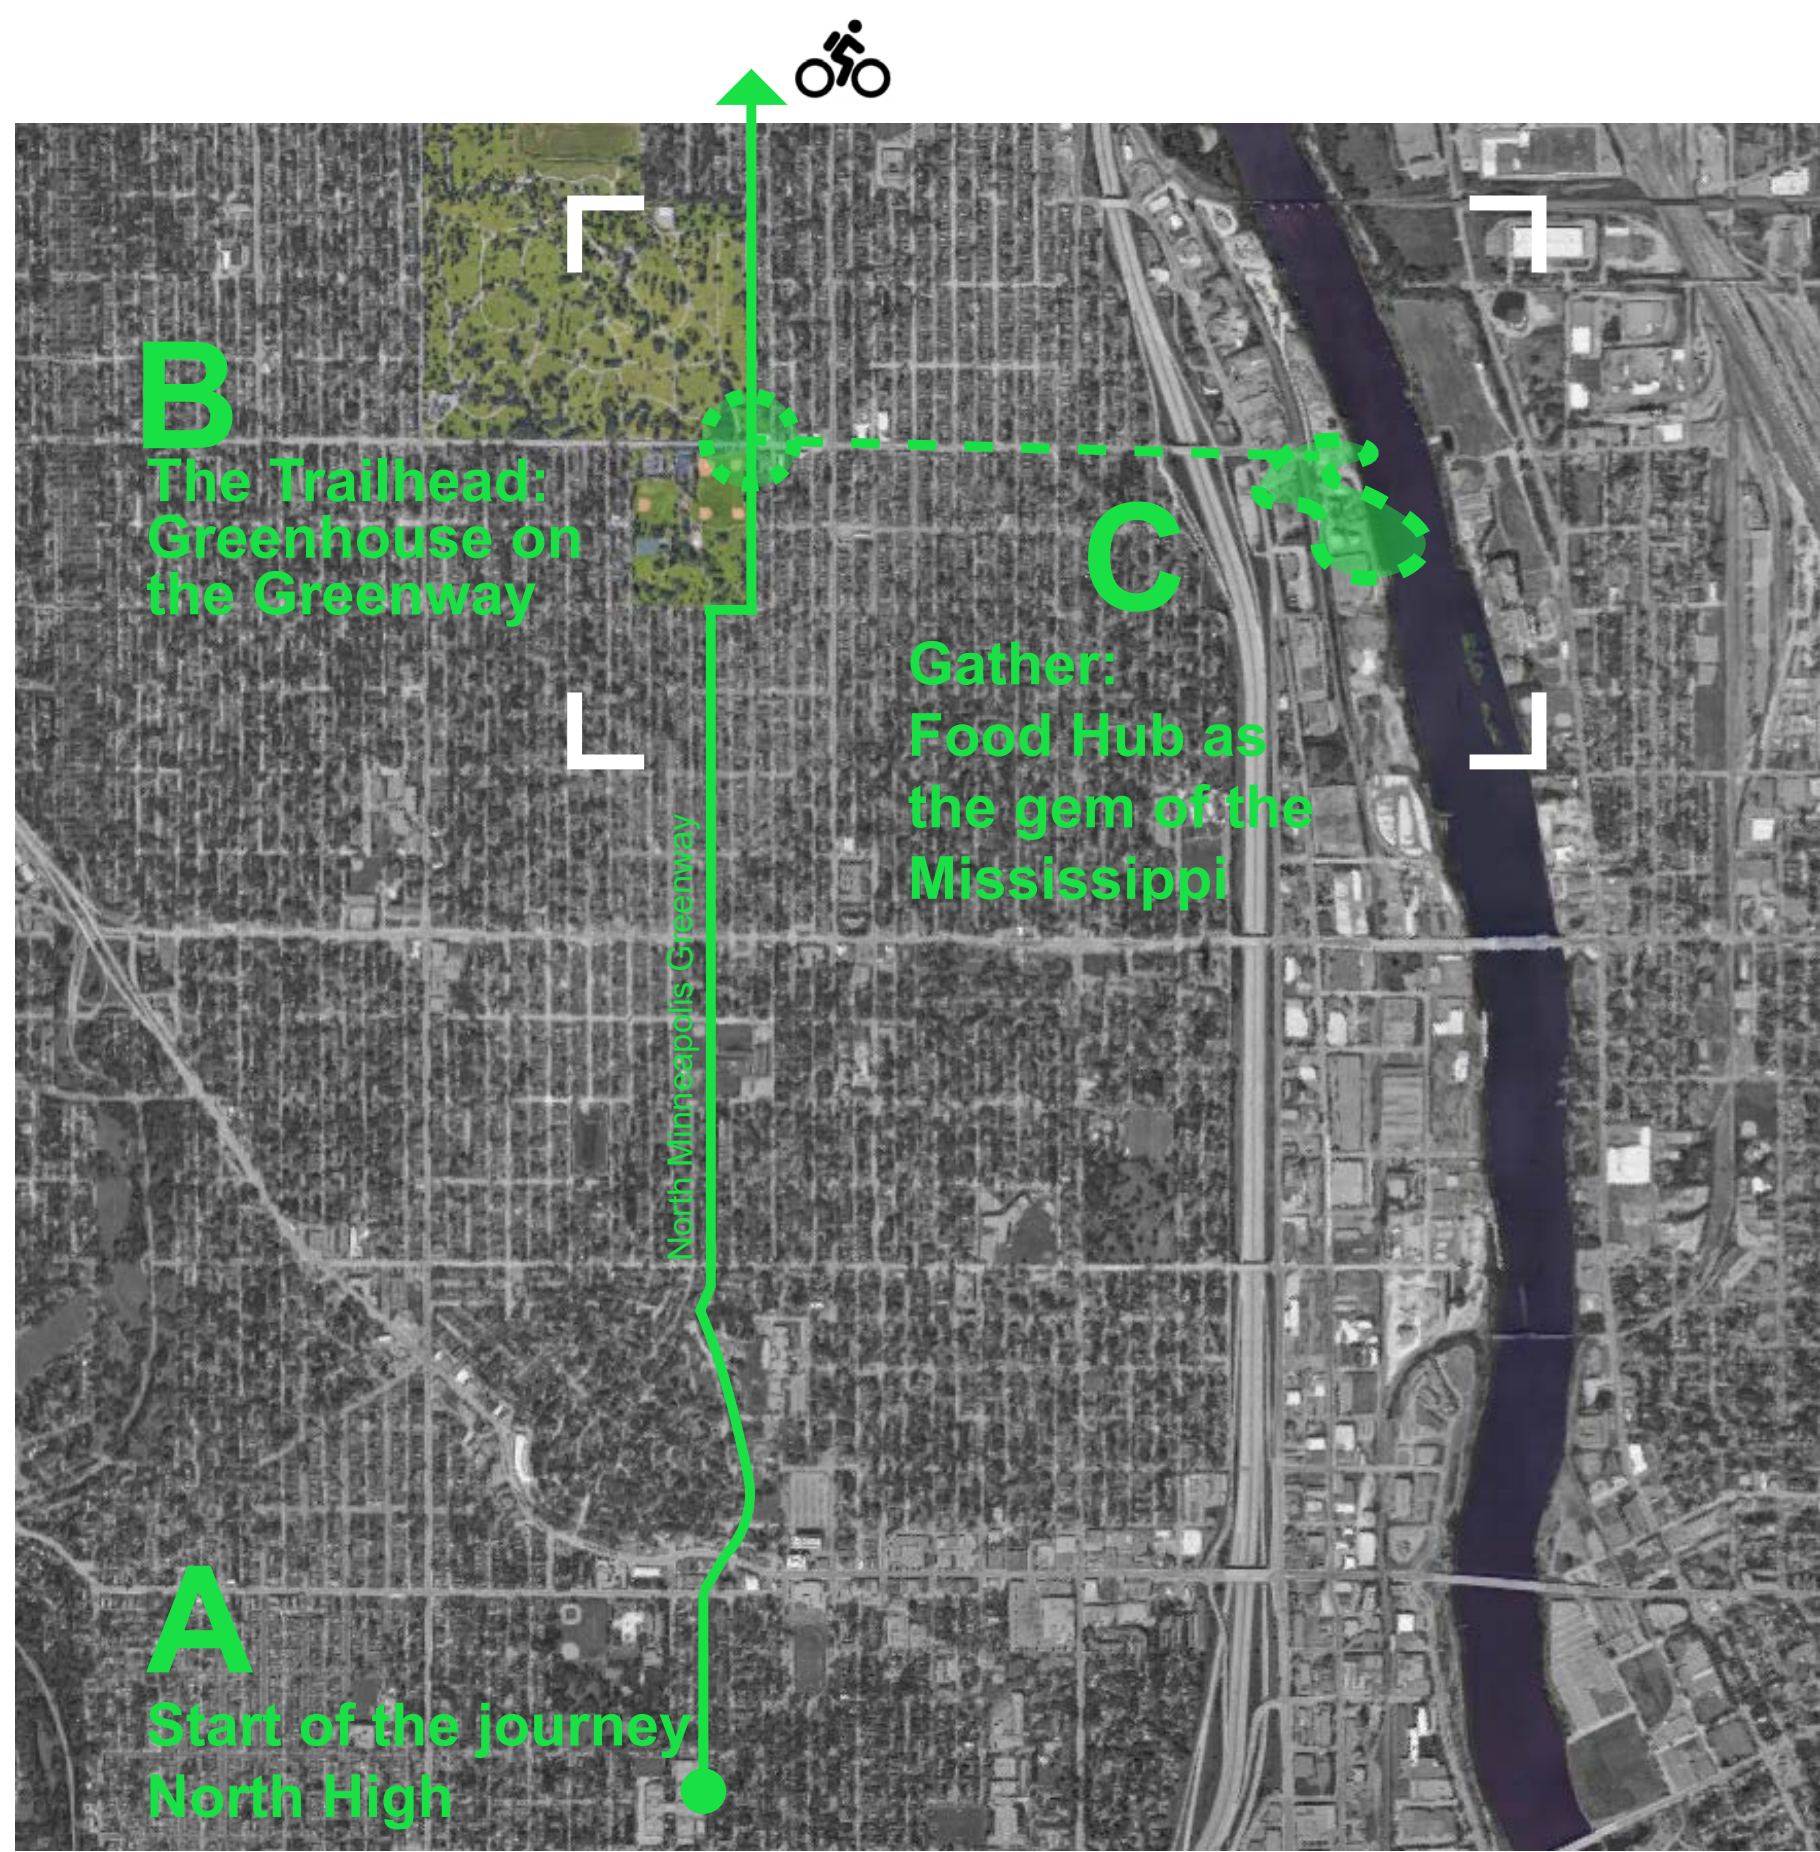 B
The Trailhead:
Greenhouse on
the Greenway
C
Gather:
Food Hub as
the gem of the
Mississippi
North Minneapolis Greenway
A
Start of the journey
North High